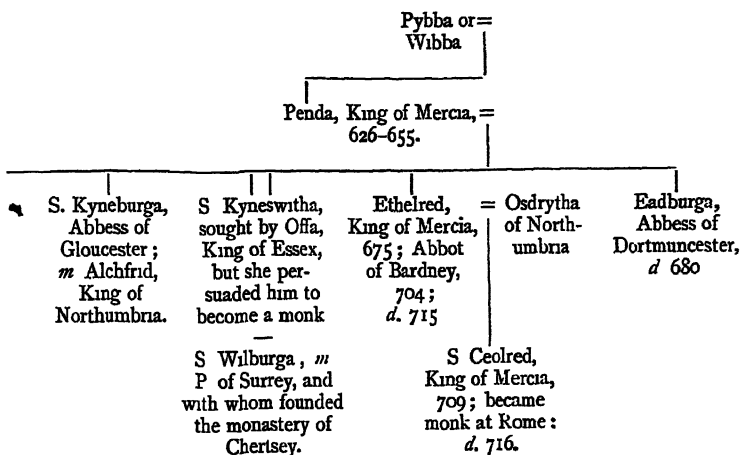 Pybba or=
Wibba
Penda, King of Mercia,=
626–655.
S. Kyneburga,
Abbess of
Gloucester;
m Alchfrid,
King of
Northumbria.
S Kyneswitha,
sought by Offa,
King of Essex,
but she per-
suaded him to
become a monk
—
S Wilburga, m
P of Surrey, and
with whom founded
the monastery of
Chertsey.
Ethelred,
King of Mercia,
675; Abbot
of Bardney,
704;
d. 715
= Osdrytha
of North-
umbria
S Ceolred,
King of Mercia,
709; became
monk at Rome:
d. 716.
Eadburga,
Abbess of
Dortmuncester,
d 680